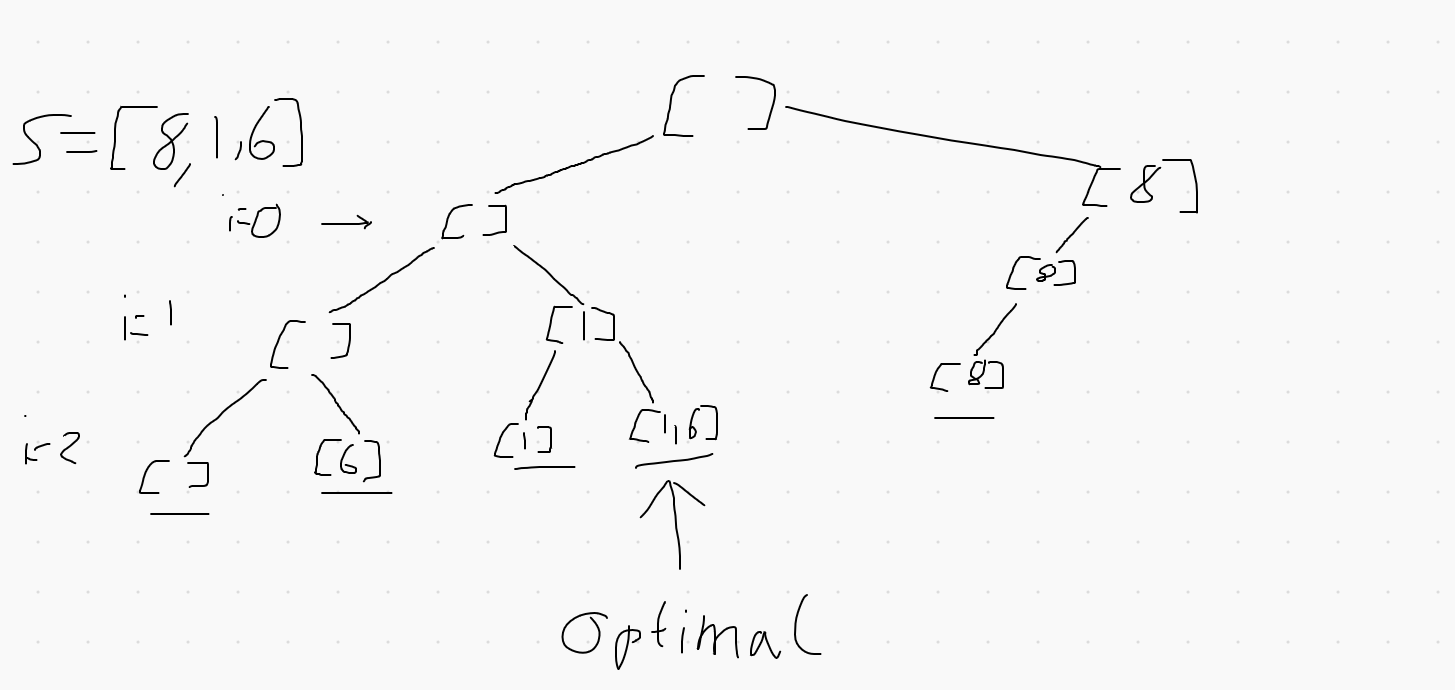 [ ]
S=[8,1,6]
[8]
i=0 → [ ]
[8]
i=1 [ ] [1]
[8]
i=2 [ ] [6] [1] [1,6]
optimal